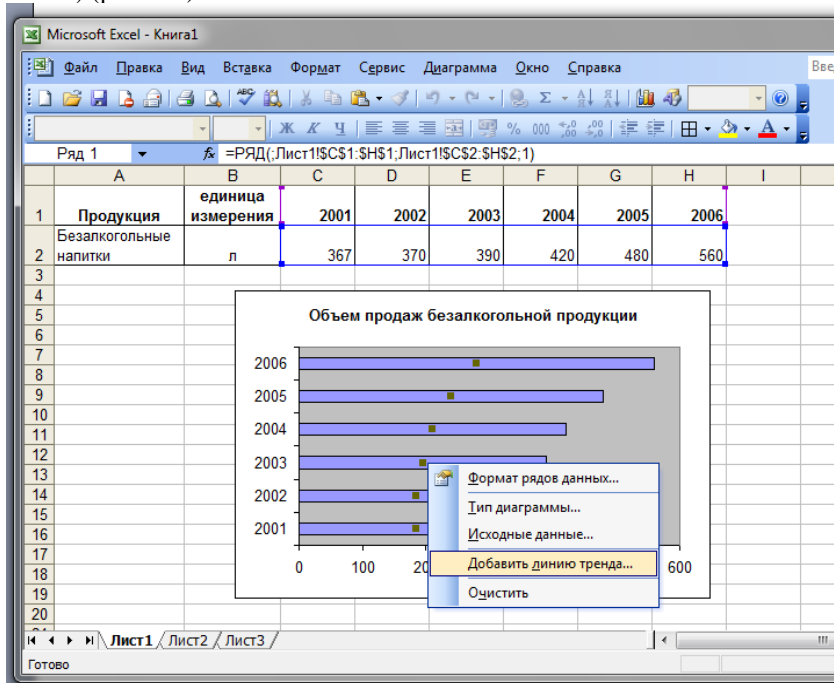 Microsoft Excel - Книга1
Файл Правка Вид Вставка Формат Сервис Диаграмма Окно Справка
Ж К Ч % 000
Ряд 1 fx =РЯД(;Лист1!$C$1:$H$1;Лист1!$C$2:$H$2;1)
A B C D E F G H I
единица
1 Продукция измерения 2001 2002 2003 2004 2005 2006
Безалкогольные
2 напитки л 367 370 390 420 480 560
3
4
5 Объем продаж безалкогольной продукции
6
7
2006
8
9 2005
10
11 2004
12
13 2003 Формат рядов данных...
14 2002
15 Тип диаграммы...
16 2001 Исходные данные...
17
18 0 100 20 Добавить линию тренда... 600
19 Очистить
20
Лист1 Лист2 Лист3
Готово